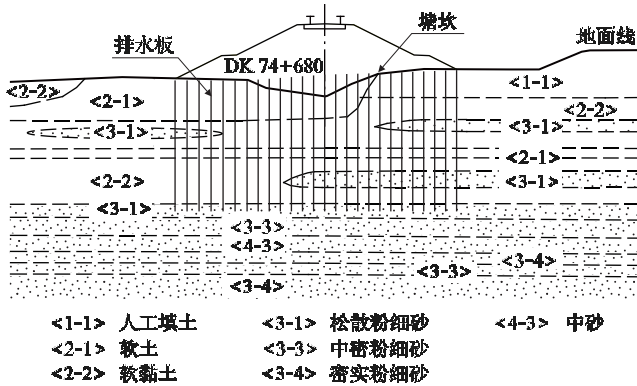 塘坎
排水板
地面线
DK 74+680
<1-1>
<2-2>
<2-1>
<2-2>
<3-1>
<3-1>
<2-1>
<2-2>
<3-1>
<3-1>
<3-3>
<4-3>
<3-4>
<3-3>
<3-4>
<1-1> 人工填土 <3-1> 松散粉细砂 <4-3> 中砂
<2-1> 软土 <3-3> 中密粉细砂
<2-2> 软黏土 <3-4> 密实粉细砂